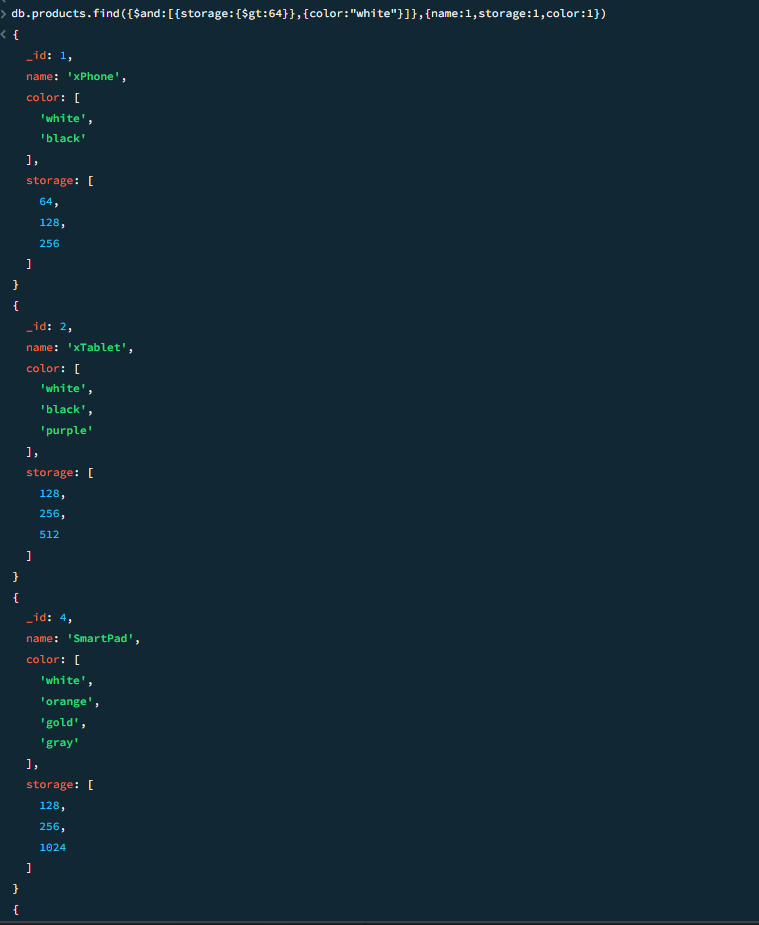 > db.products.find({$and:[{storage:{$gt:64}},{color:"white"}]},{name:1,storage:1,color:1})
< {
_id: 1,
name: 'xPhone',
color: [
'white',
'black'
],
storage: [
64,
128,
256
]
}
{
_id: 2,
name: 'xTablet',
color: [
'white',
'black',
'purple'
],
storage: [
128,
256,
512
]
}
{
_id: 4,
name: 'SmartPad',
color: [
'white',
'orange',
'gold',
'gray'
],
storage: [
128,
256,
1024
]
}
{